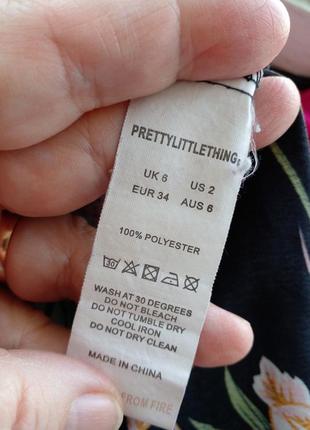 PRETTYLITTLETHING
UK 6 US 2
EUR 34 AUS 6
100% POLYESTER
30
WASH AT 30 DEGREES
DO NOT BLEACH
DO NOT TUMBLE DRY
COOL IRON
DO NOT DRY CLEAN
MADE IN CHINA
FROM FIRE